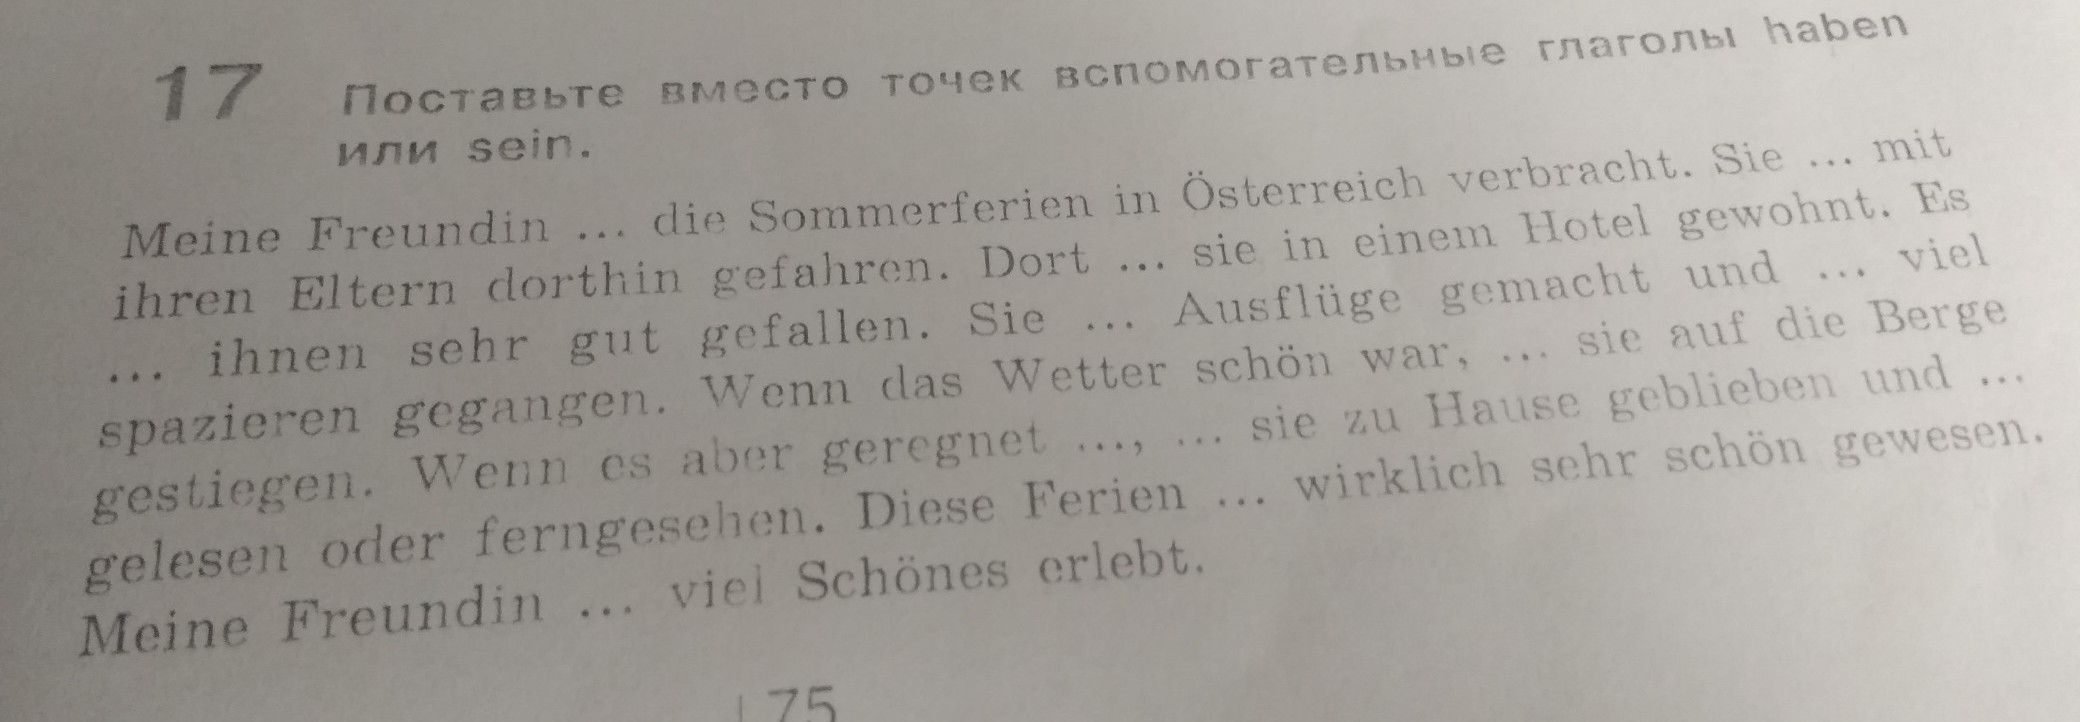 17 Поставьте вместо точек вспомогательные глаголы haben
или sein.
Meine Freundin ... die Sommerferien in Österreich verbracht. Sie ... mit
ihren Eltern dorthin gefahren. Dort ... sie in einem Hotel gewohnt. Es
... ihnen sehr gut gefallen. Sie ... Ausflüge gemacht und ... viel
spazieren gegangen. Wenn das Wetter schön war, ... sie auf die Berge
gestiegen. Wenn es aber geregnet ..., ... sie zu Hause geblieben und ...
gelesen oder ferngesehen. Diese Ferien ... wirklich sehr schön gewesen.
Meine Freundin ... viel Schönes erlebt.
75